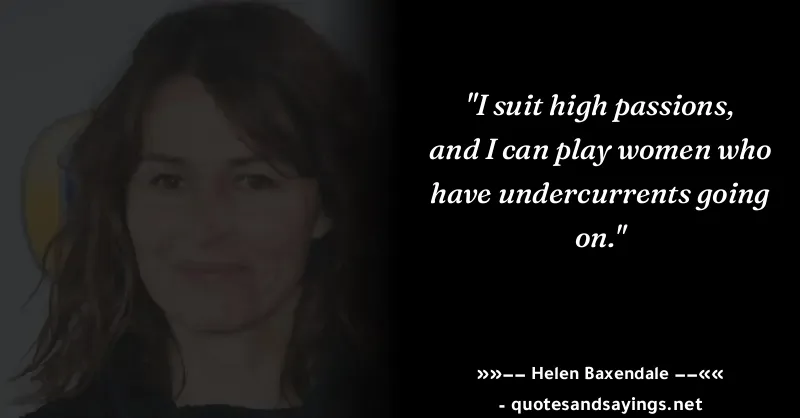 "I suit high passions,
and I can play women who
have undercurrents going
on."
»»−− Helen Baxendale −−««
- quotesandsayings.net